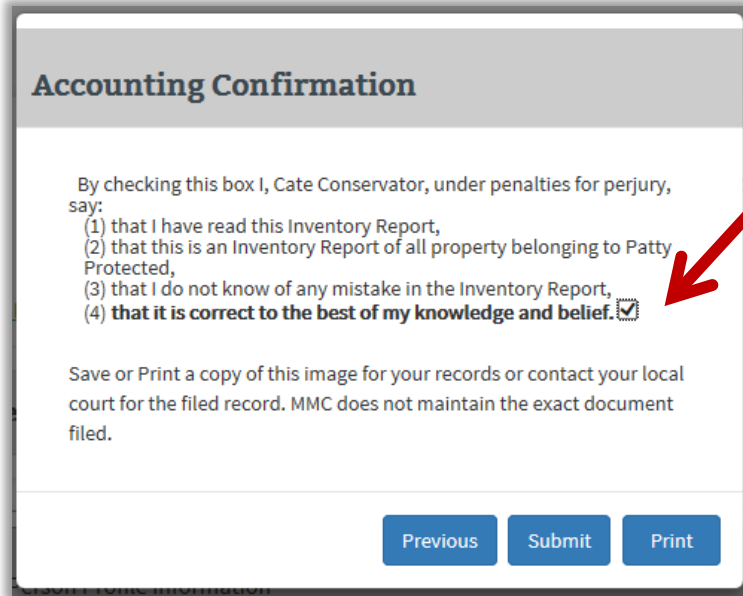 Accounting Confirmation
By checking this box I, Cate Conservator, under penalties for perjury,
say:
(1) that I have read this Inventory Report,
(2) that this is an Inventory Report of all property belonging to Patty
Protected,
(3) that I do not know of any mistake in the Inventory Report,
(4) that it is correct to the best of my knowledge and belief.
Save or Print a copy of this image for your records or contact your local
court for the filed record. MMC does not maintain the exact document
filed.
Previous Submit Print
Person Profile Information